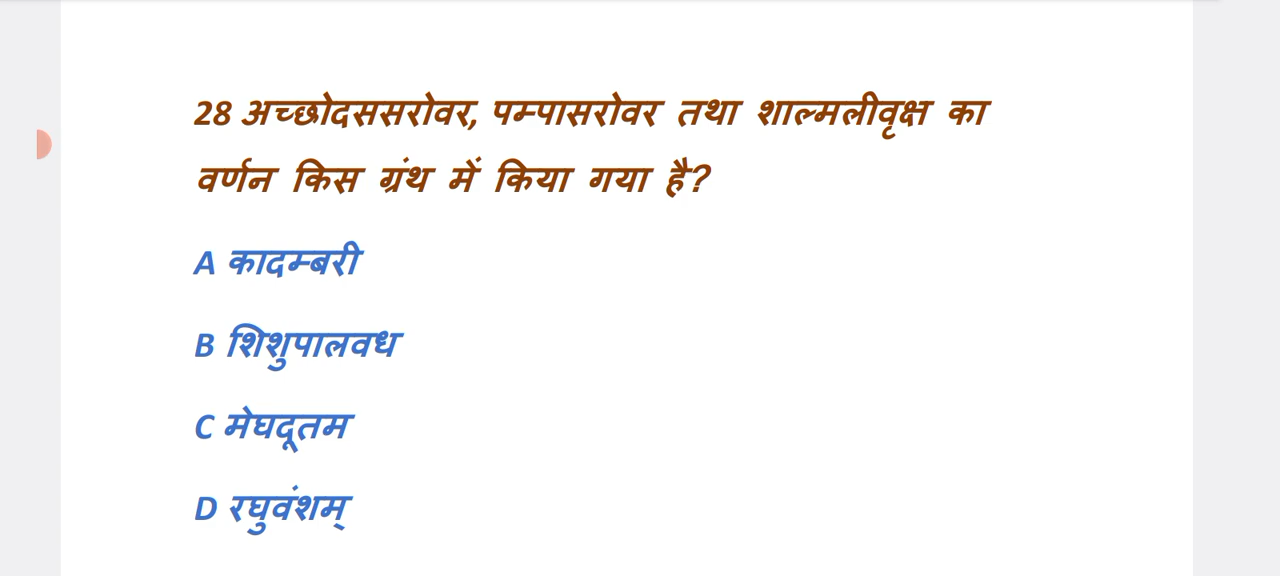 28 अच्छोदससरोवर, पम्पासरोवर तथा शाल्मलीवृक्ष का
वर्णन किस ग्रंथ में किया गया है?
A कादम्बरी
B शिशुपालवध
C मेघदूतम
D रघुवंशम्